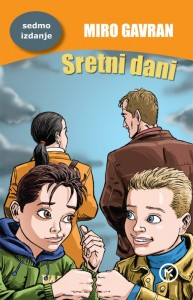 sedmo
izdanje
MIRO GAVRAN
Sretni dani